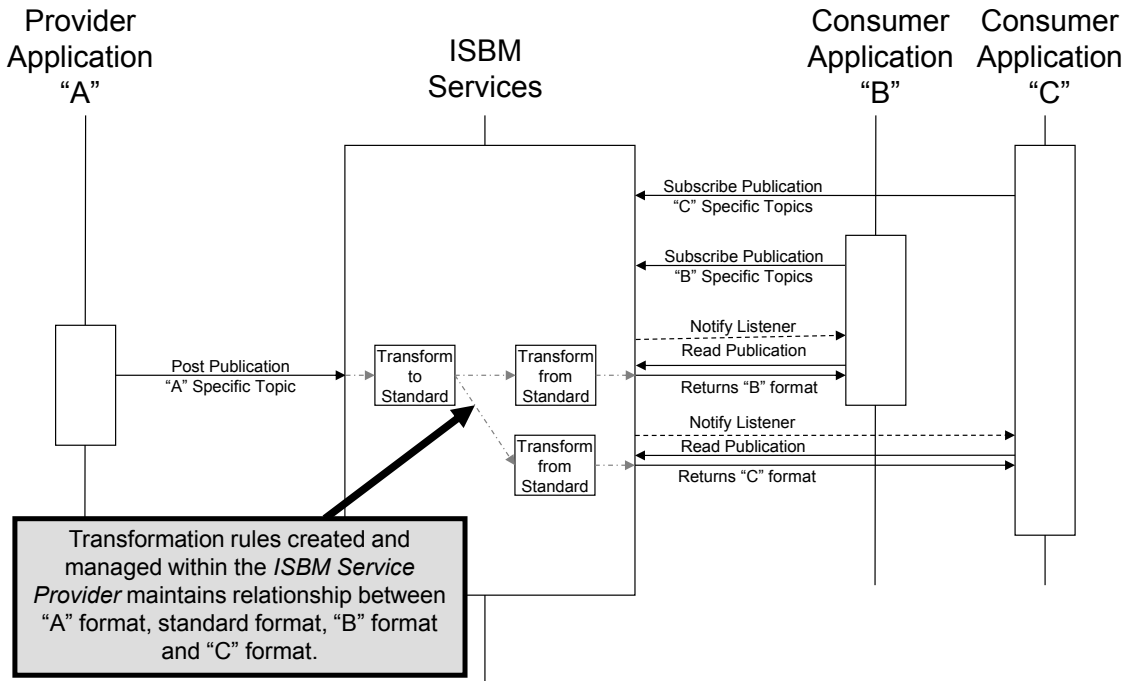 Provider
Application
“A”
ISBM
Services
Consumer
Application
“B”
Consumer
Application
“C”
Subscribe Publication
“C” Specific Topics
Subscribe Publication
“B” Specific Topics
Notify Listener
Read Publication
Returns “B” format
Post Publication
“A” Specific Topic
Transform
to
Standard
Transform
from
Standard
Notify Listener
Read Publication
Returns “C” format
Transform
from
Standard
Transformation rules created and
managed within the ISBM Service
Provider maintains relationship between
“A” format, standard format, “B” format
and “C” format.